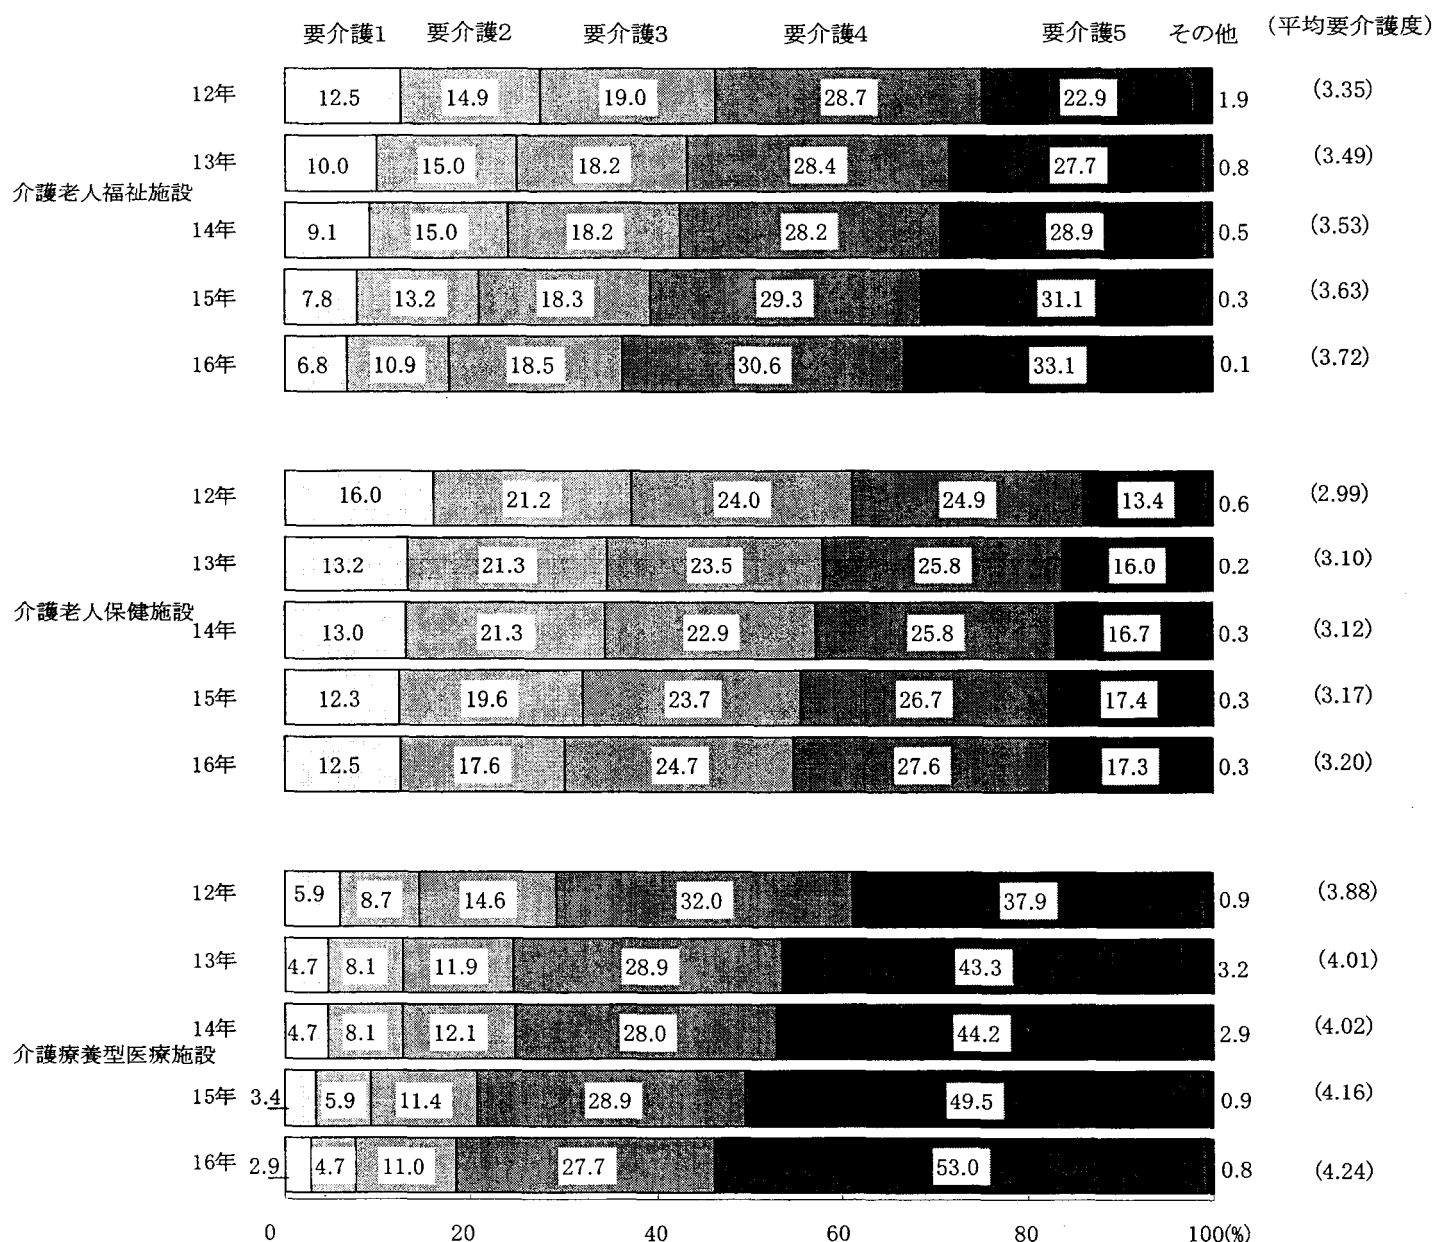 要介護1 要介護2 要介護3 要介護4 要介護5 その他 (平均要介護度)
介護老人福祉施設
12年 12.5 14.9 19.0 28.7 22.9 1.9 (3.35)
13年 10.0 15.0 18.2 28.4 27.7 0.8 (3.49)
14年 9.1 15.0 18.2 28.2 28.9 0.5 (3.53)
15年 7.8 13.2 18.3 29.3 31.1 0.3 (3.63)
16年 6.8 10.9 18.5 30.6 33.1 0.1 (3.72)
介護老人保健施設
12年 16.0 21.2 24.0 24.9 13.4 0.6 (2.99)
13年 13.2 21.3 23.5 25.8 16.0 0.2 (3.10)
14年 13.0 21.3 22.9 25.8 16.7 0.3 (3.12)
15年 12.3 19.6 23.7 26.7 17.4 0.3 (3.17)
16年 12.5 17.6 24.7 27.6 17.3 0.3 (3.20)
介護療養型医療施設
12年 5.9 8.7 14.6 32.0 37.9 0.9 (3.88)
13年 4.7 8.1 11.9 28.9 43.3 3.2 (4.01)
14年 4.7 8.1 12.1 28.0 44.2 2.9 (4.02)
15年 3.4 5.9 11.4 28.9 49.5 0.9 (4.16)
16年 2.9 4.7 11.0 27.7 53.0 0.8 (4.24)
0 20 40 60 80 100(%)